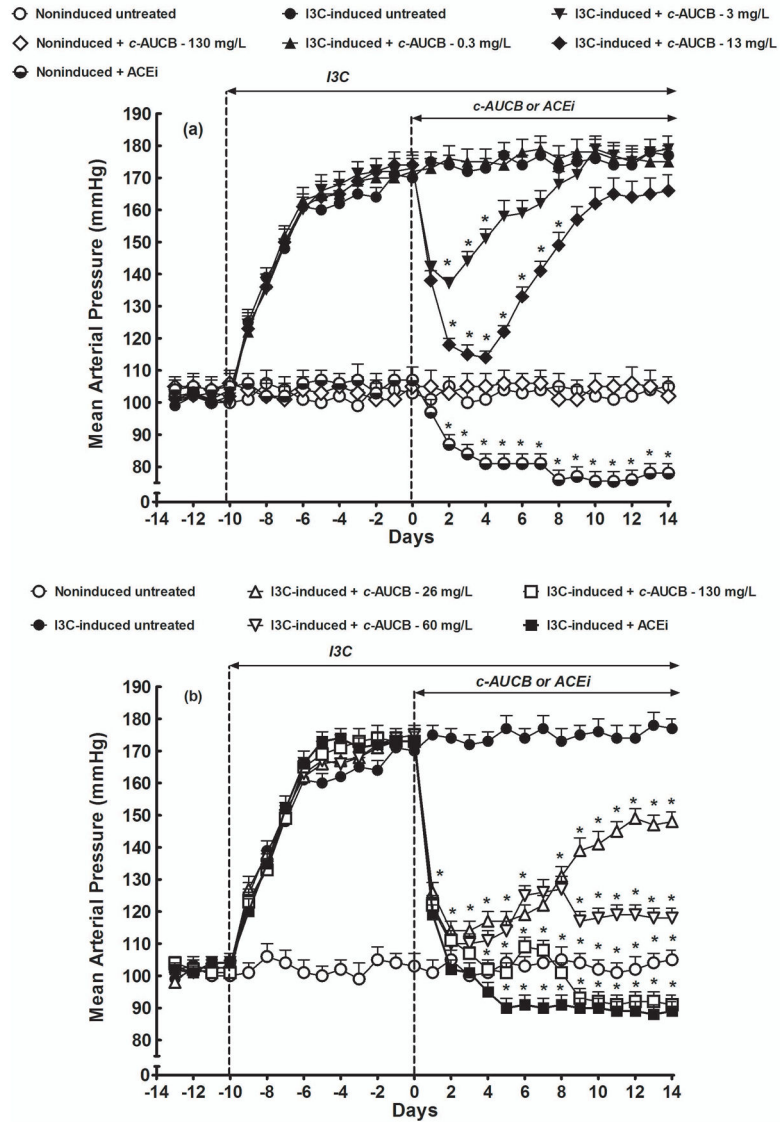 Noninduced untreated I3C-induced untreated I3C-induced + c-AUCB - 3 mg/L
Noninduced + c-AUCB - 130 mg/L I3C-induced + c-AUCB - 0.3 mg/L I3C-induced + c-AUCB - 13 mg/L
Noninduced + ACEi
I3C
c-AUCB or ACEi
(a)
Mean Arterial Pressure (mmHg)
190
180
170
160
150
140
130
120
110
100
90
80
0
-14 -12 -10 -8 -6 -4 -2 0 2 4 6 8 10 12 14
Days
Noninduced untreated I3C-induced + c-AUCB - 26 mg/L I3C-induced + c-AUCB - 130 mg/L
I3C-induced untreated I3C-induced + c-AUCB - 60 mg/L I3C-induced + ACEi
I3C
c-AUCB or ACEi
(b)
Mean Arterial Pressure (mmHg)
190
180
170
160
150
140
130
120
110
100
90
80
0
-14 -12 -10 -8 -6 -4 -2 0 2 4 6 8 10 12 14
Days